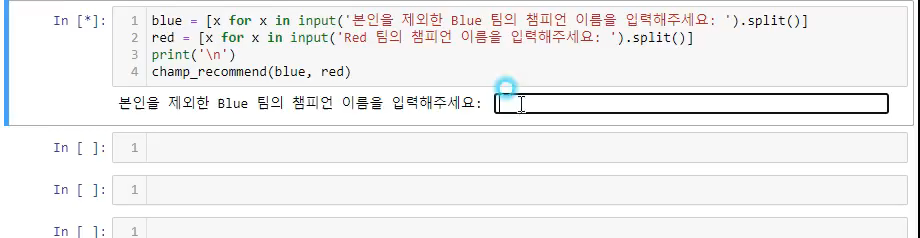 In [*]: 1 blue = [x for x in input('본인을 제외한 Blue 팀의 챔피언 이름을 입력해주세요: ').split()]
2 red = [x for x in input('Red 팀의 챔피언 이름을 입력해주세요: ').split()]
3 print('\n')
4 champ_recommend(blue, red)
본인을 제외한 Blue 팀의 챔피언 이름을 입력해주세요:
In [ ]: 1
In [ ]: 1
In [ ]: 1